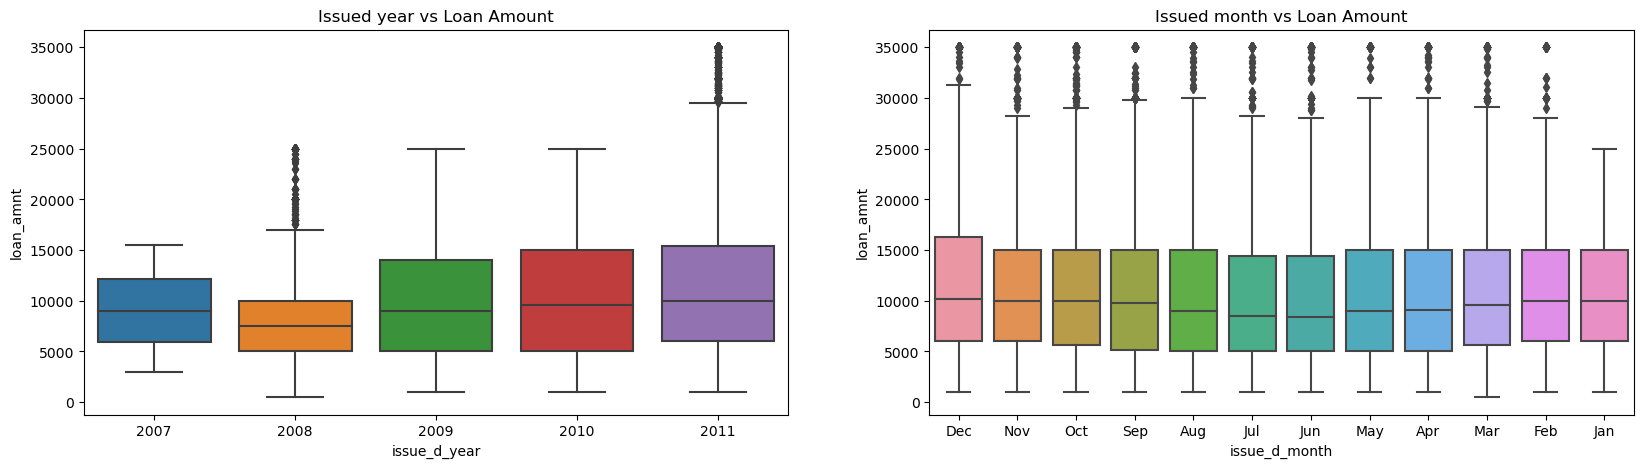 Issued year vs Loan Amount
35000
30000
25000
20000
15000
10000
5000
0
loan_amnt
2007 2008 2009 2010 2011
issue_d_year
Issued month vs Loan Amount
35000
30000
25000
20000
15000
10000
5000
0
loan_amnt
Dec Nov Oct Sep Aug Jul Jun May Apr Mar Feb Jan
issue_d_month